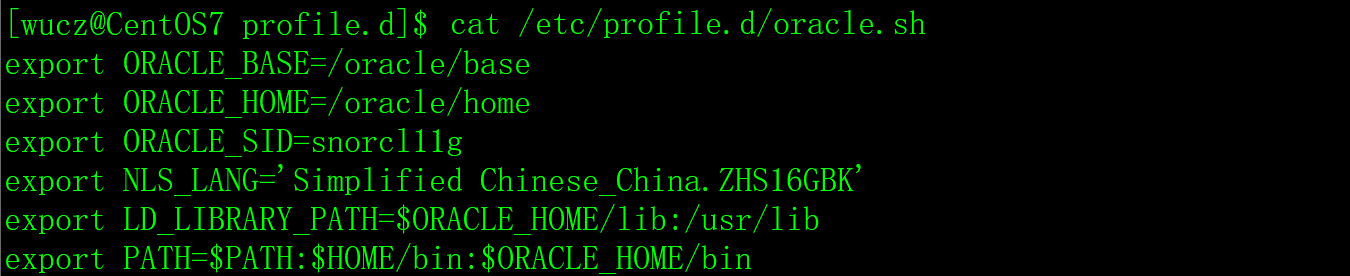 [wucz@CentOS7 profile.d]$ cat /etc/profile.d/oracle.sh
export ORACLE_BASE=/oracle/base
export ORACLE_HOME=/oracle/home
export ORACLE_SID=snorcl11g
export NLS_LANG='Simplified Chinese_China.ZHS16GBK'
export LD_LIBRARY_PATH=$ORACLE_HOME/lib:/usr/lib
export PATH=$PATH:$HOME/bin:$ORACLE_HOME/bin